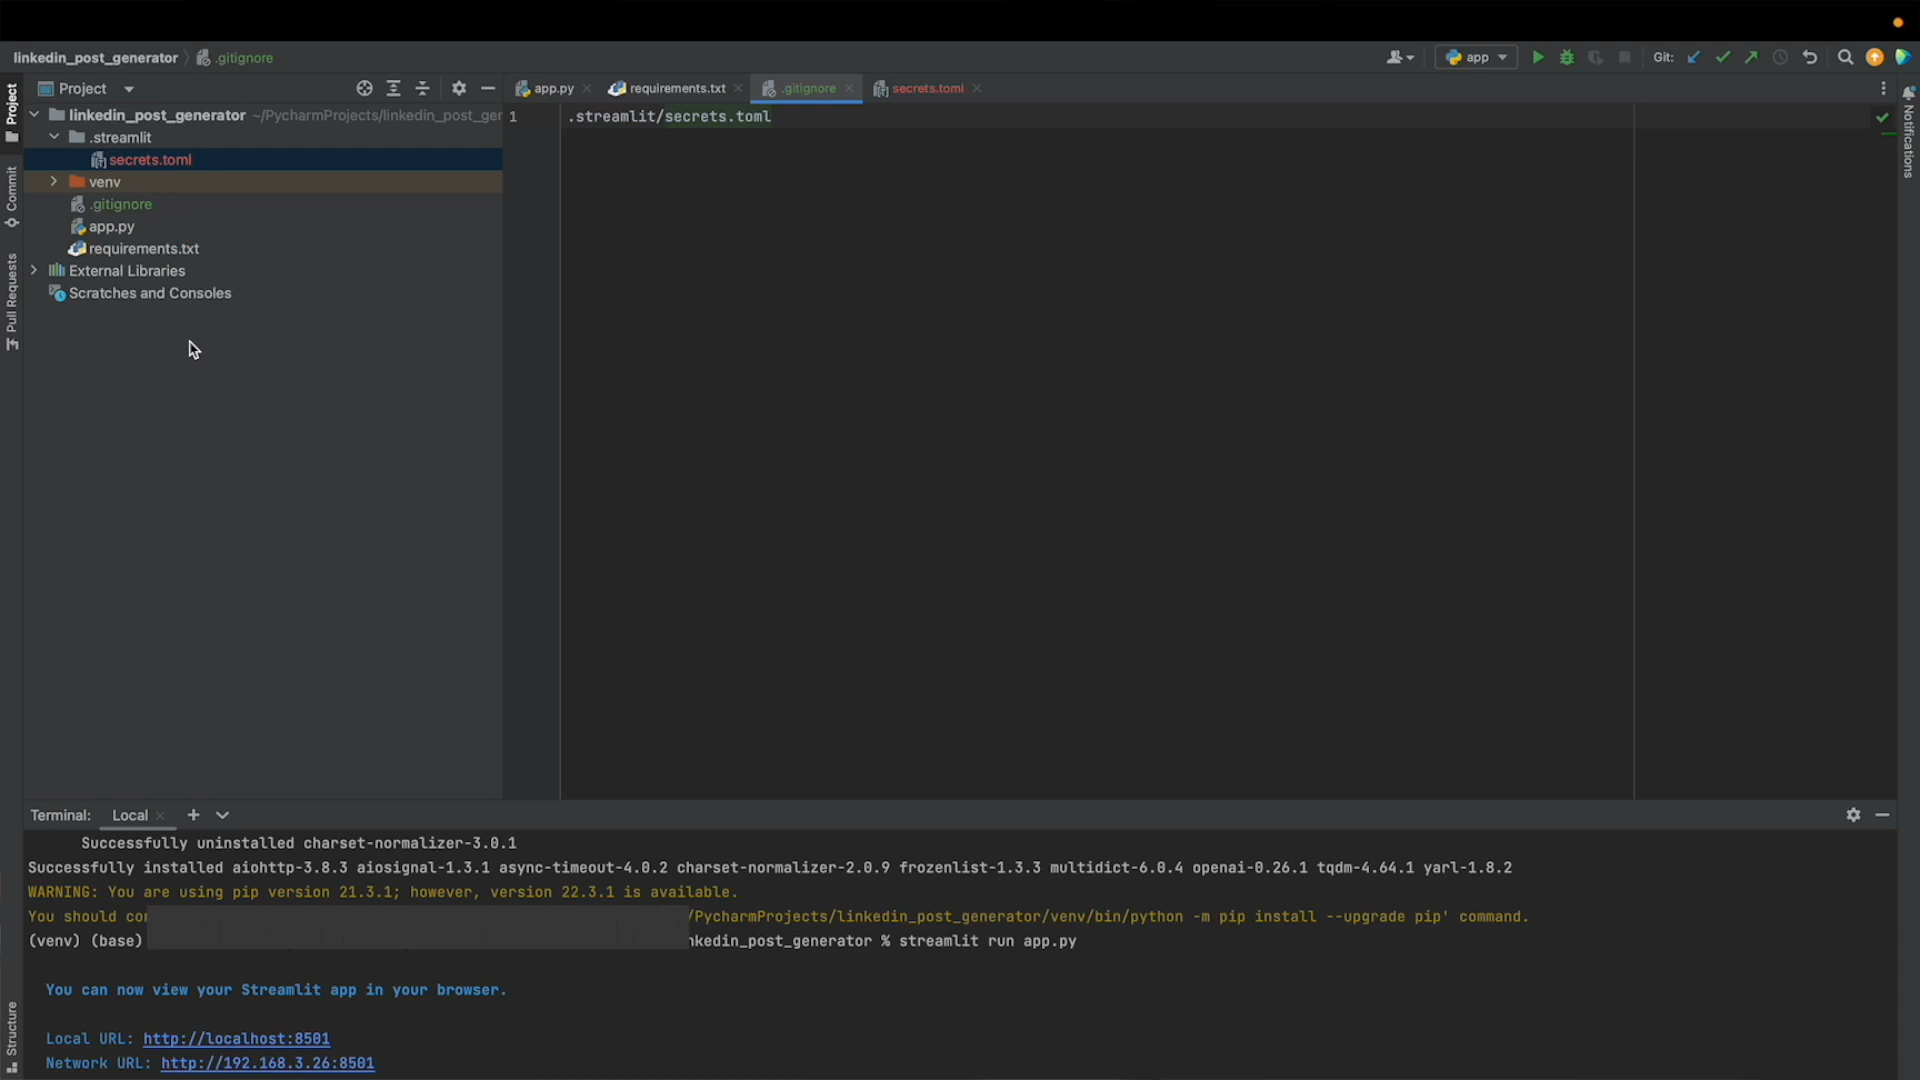 linkedin_post_generator
.gitignore
app
Git:
Project
app.py
requirements.txt
.gitignore
secrets.toml
Project
Commit
Pull Requests
Structure
Notifications
linkedin_post_generator ~/PycharmProjects/linkedin_post_ger
.streamlit
secrets.toml
venv
.gitignore
app.py
requirements.txt
External Libraries
Scratches and Consoles
1 .streamlit/secrets.toml
Terminal: Local
Successfully uninstalled charset-normalizer-3.0.1
Successfully installed aiohttp-3.8.3 aiosignal-1.3.1 async-timeout-4.0.2 charset-normalizer-2.0.9 frozenlist-1.3.3 multidict-6.0.4 openai-0.26.1 tqdm-4.64.1 yarl-1.8.2
WARNING: You are using pip version 21.3.1; however, version 22.3.1 is available.
You should /PycharmProjects/linkedin_post_generator/venv/bin/python -m pip install --upgrade pip' command.
(venv) (base) nkedin_post_generator % streamlit run app.py
You can now view your Streamlit app in your browser.
Local URL: http://localhost:8501
Network URL: http://192.168.3.26:8501